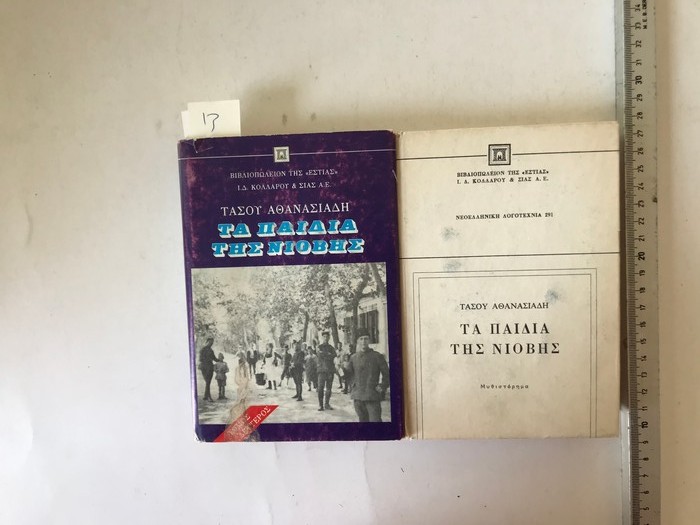 13
ΒΙΒΛΙΟΠΩΛΕΙΟΝ ΤΗΣ «ΕΣΤΙΑΣ»
Ι.Δ. ΚΟΛΛΑΡΟΥ & ΣΙΑΣ Α.Ε.
ΤΑΣΟΥ ΑΘΑΝΑΣΙΑΔΗ
ΤΑ ΠΑΙΔΙΑ
ΤΗΣ ΝΙΟΒΗΣ
ΒΙΒΛΙΟΠΩΛΕΙΟΝ ΤΗΣ «ΕΣΤΙΑΣ»
Ι. Δ. ΚΟΛΛΑΡΟΥ & ΣΙΑΣ Α. Ε.
ΝΕΟΕΛΛΗΝΙΚΗ ΛΟΓΟΤΕΧΝΙΑ 291
ΤΑΣΟΥ ΑΘΑΝΑΣΙΑΔΗ
ΤΑ ΠΑΙΔΙΑ
ΤΗΣ ΝΙΟΒΗΣ
Μυθιστόρημα